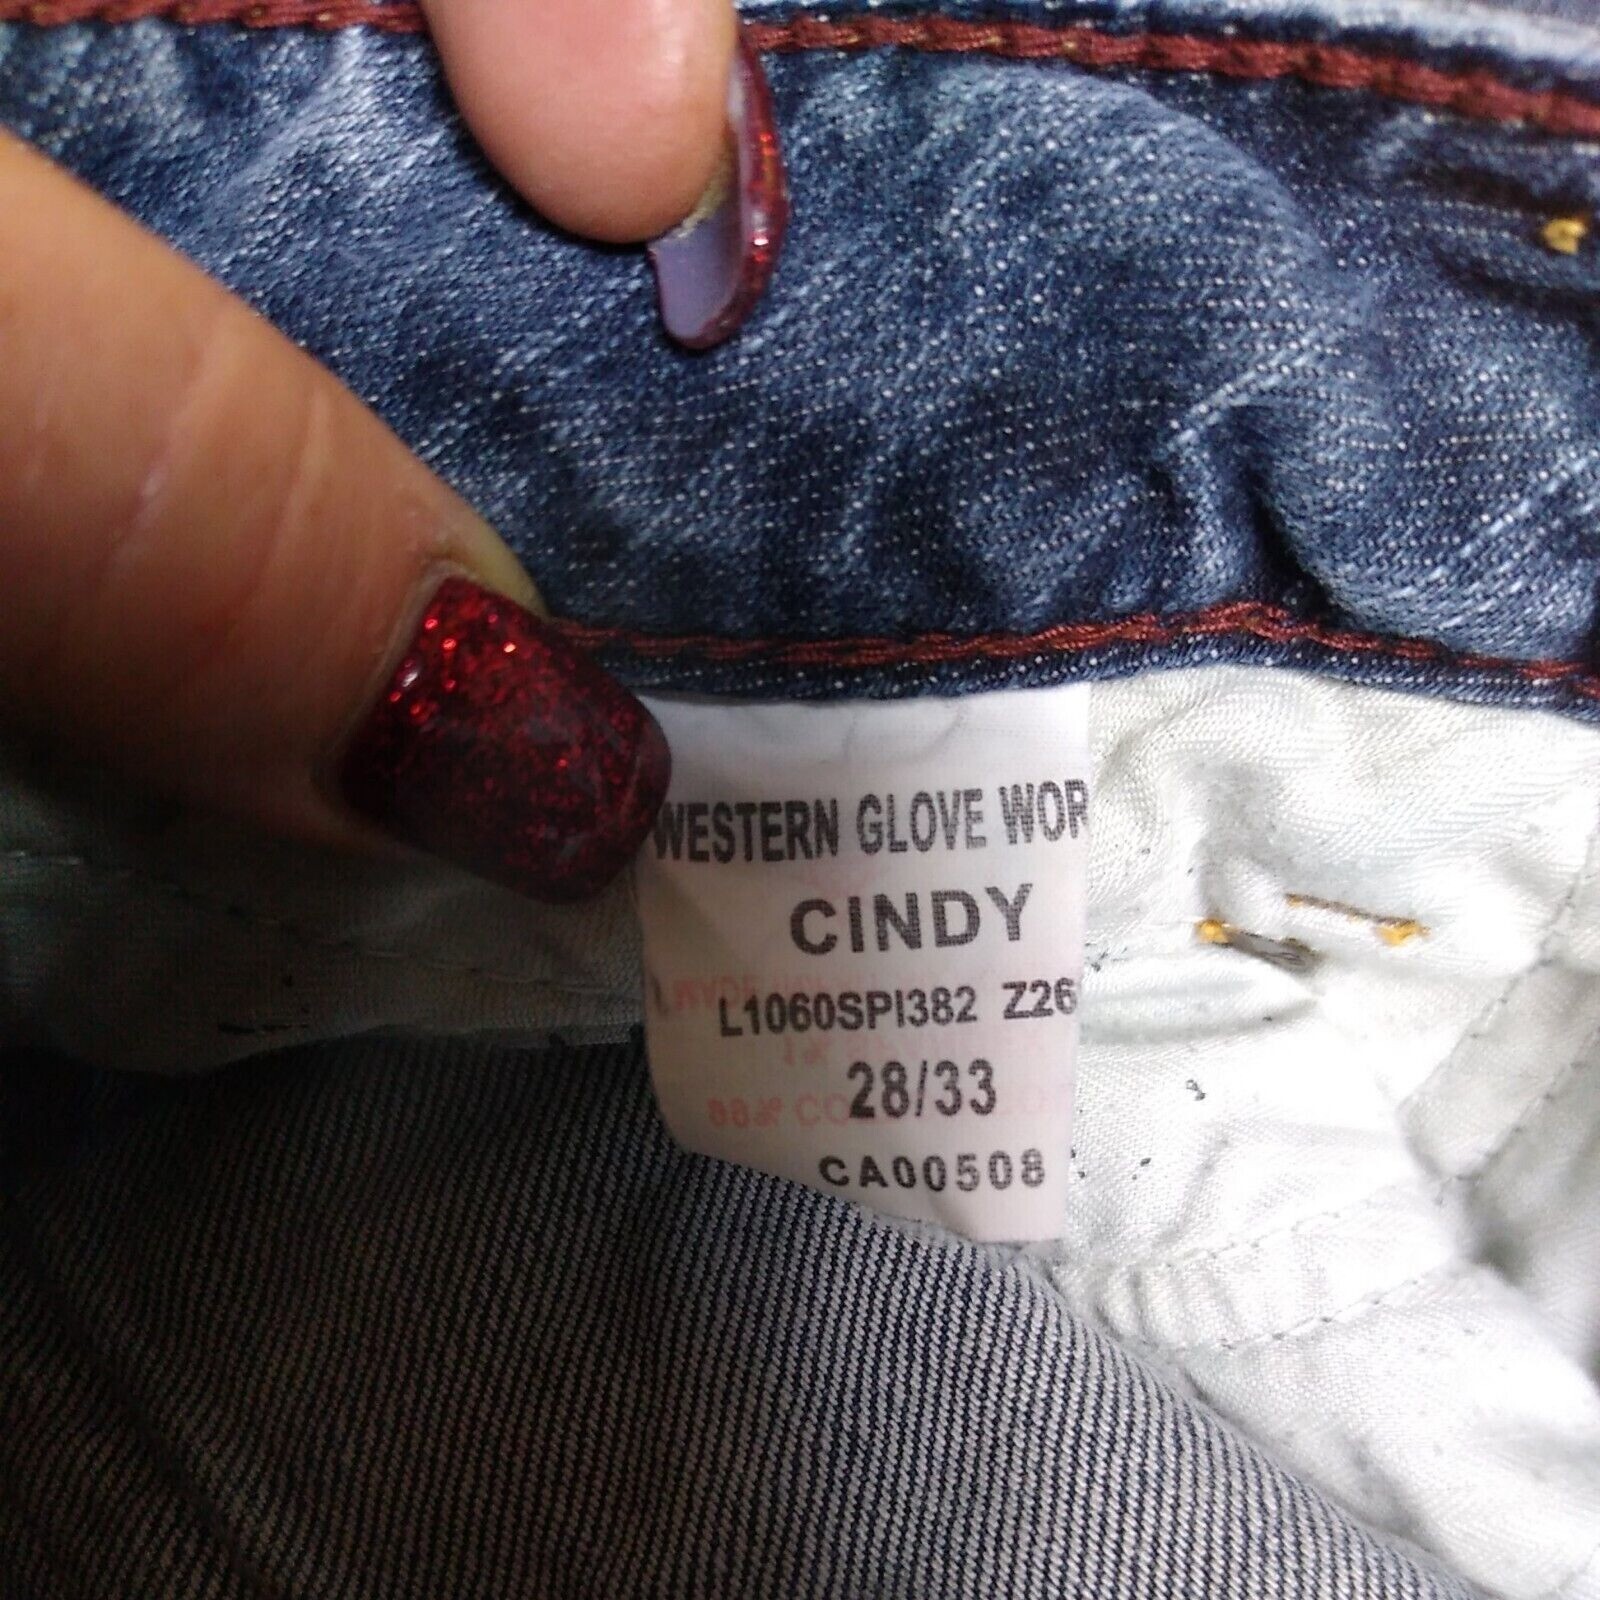 WESTERN GLOVE WOR
CINDY
L1060SPI382 Z26
28/33
CA00508